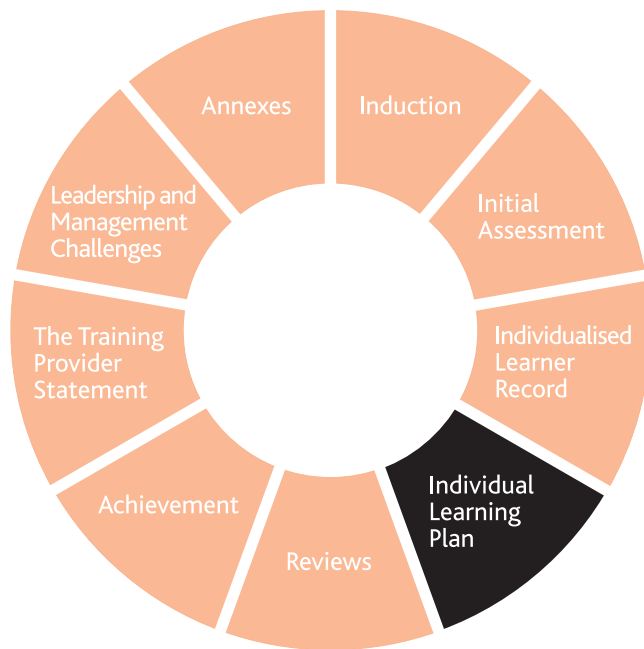 Induction
Initial
Assessment
Individualised
Learner
Record
Individual
Learning
Plan
Reviews
Achievement
The Training
Provider
Statement
Leadership and
Management
Challenges
Annexes